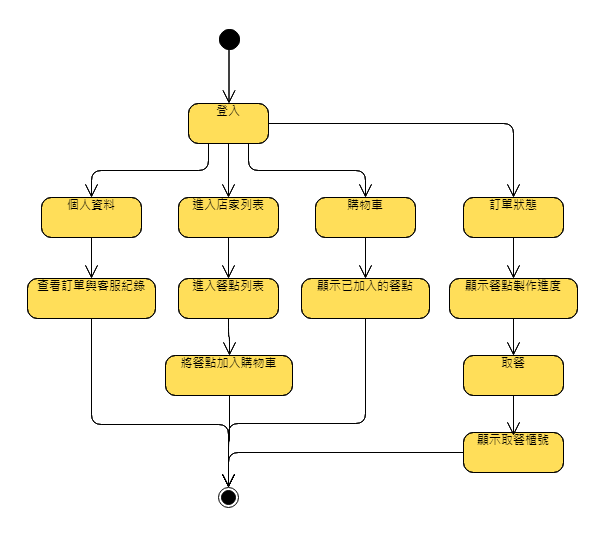 登入
個人資料
進入店家列表
購物車
訂單狀態
查看訂單與客服紀錄
進入餐點列表
顯示已加入的餐點
顯示餐點製作進度
將餐點加入購物車
取餐
顯示取餐櫃號